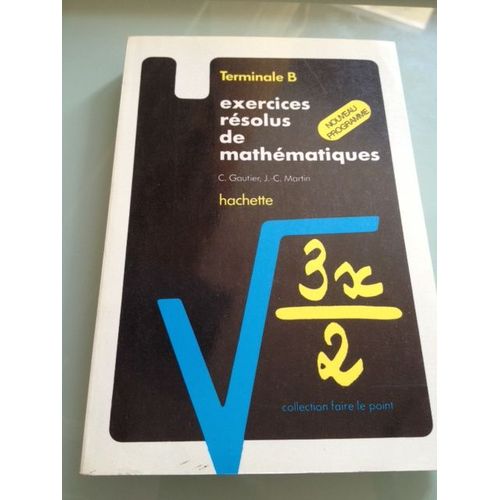 Terminale B
exercices
résolus
de
mathématiques
NOUVEAU
PROGRAMME
C. Gautier, J.-C. Martin
hachette
√
3x
2
collection faire le point